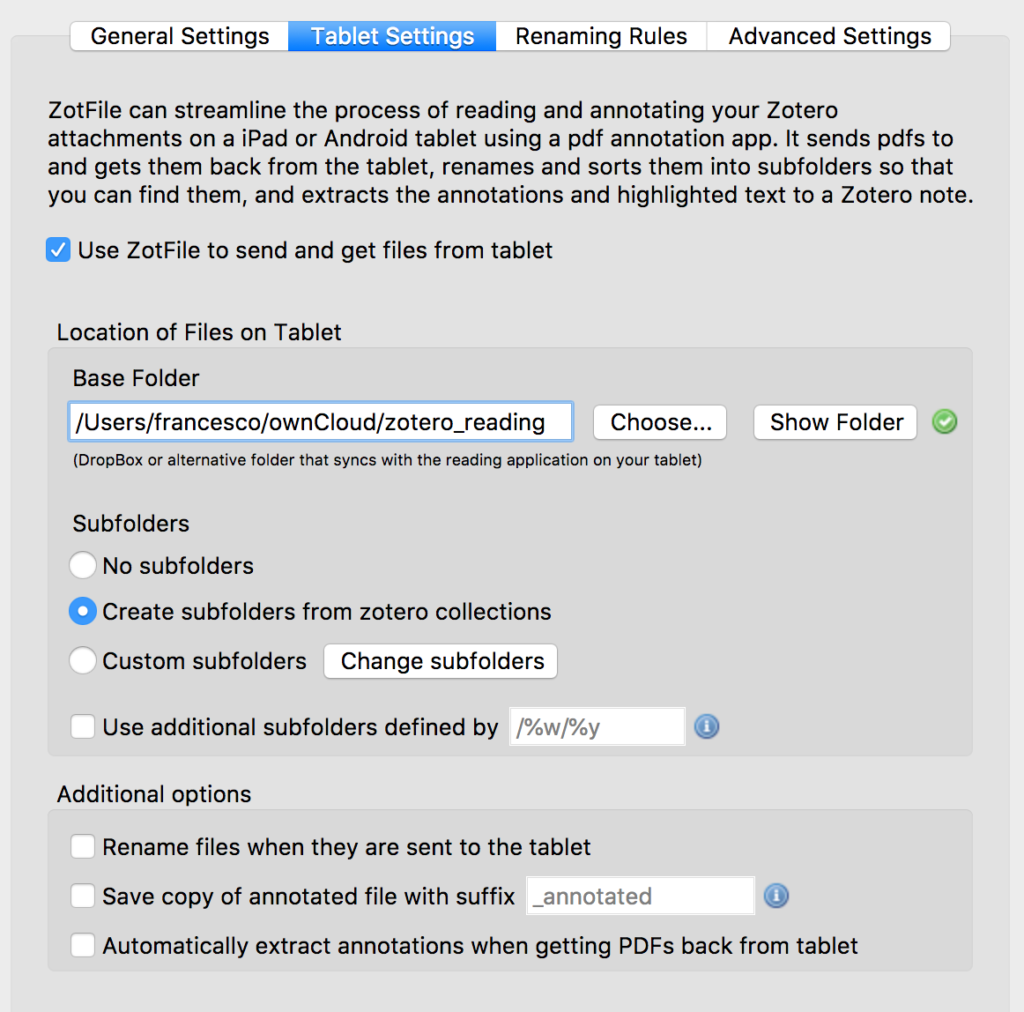 General Settings Tablet Settings Renaming Rules Advanced Settings
ZotFile can streamline the process of reading and annotating your Zotero
attachments on a iPad or Android tablet using a pdf annotation app. It sends pdfs to
and gets them back from the tablet, renames and sorts them into subfolders so that
you can find them, and extracts the annotations and highlighted text to a Zotero note.
Use ZotFile to send and get files from tablet
Location of Files on Tablet
Base Folder
/Users/francesco/ownCloud/zotero_reading Choose... Show Folder
(DropBox or alternative folder that syncs with the reading application on your tablet)
Subfolders
No subfolders
Create subfolders from zotero collections
Custom subfolders Change subfolders
Use additional subfolders defined by /%w/%y
Additional options
Rename files when they are sent to the tablet
Save copy of annotated file with suffix _annotated
Automatically extract annotations when getting PDFs back from tablet